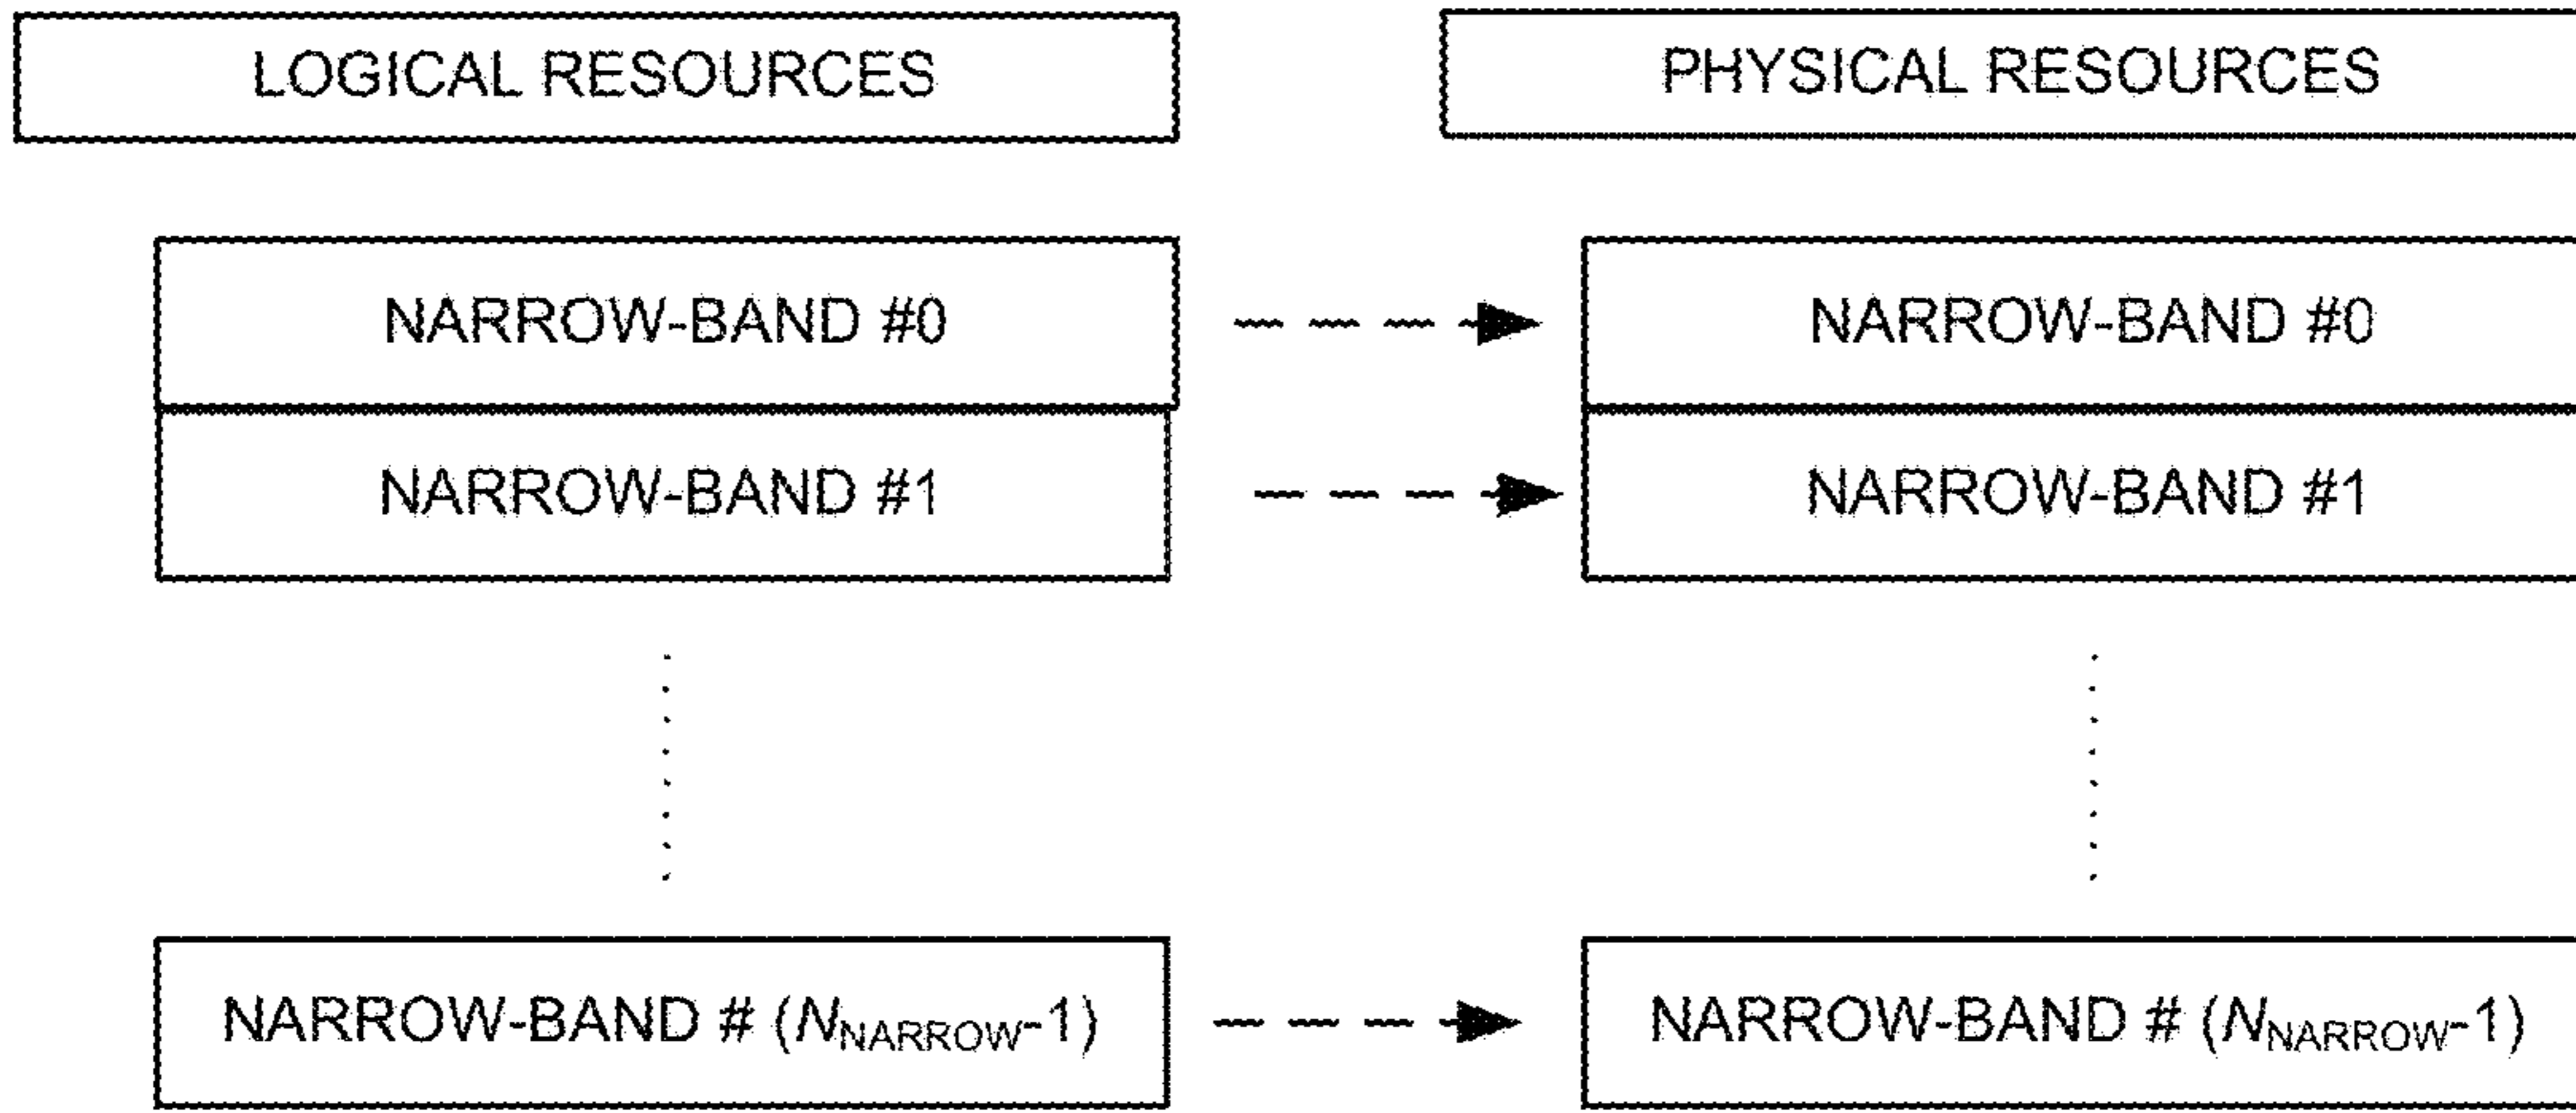 LOGICAL RESOURCES
PHYSICAL RESOURCES
NARROW-BAND #0
NARROW-BAND #0
NARROW-BAND #1
NARROW-BAND #1
NARROW-BAND # (NNARROW-1)
NARROW-BAND # (NNARROW-1)